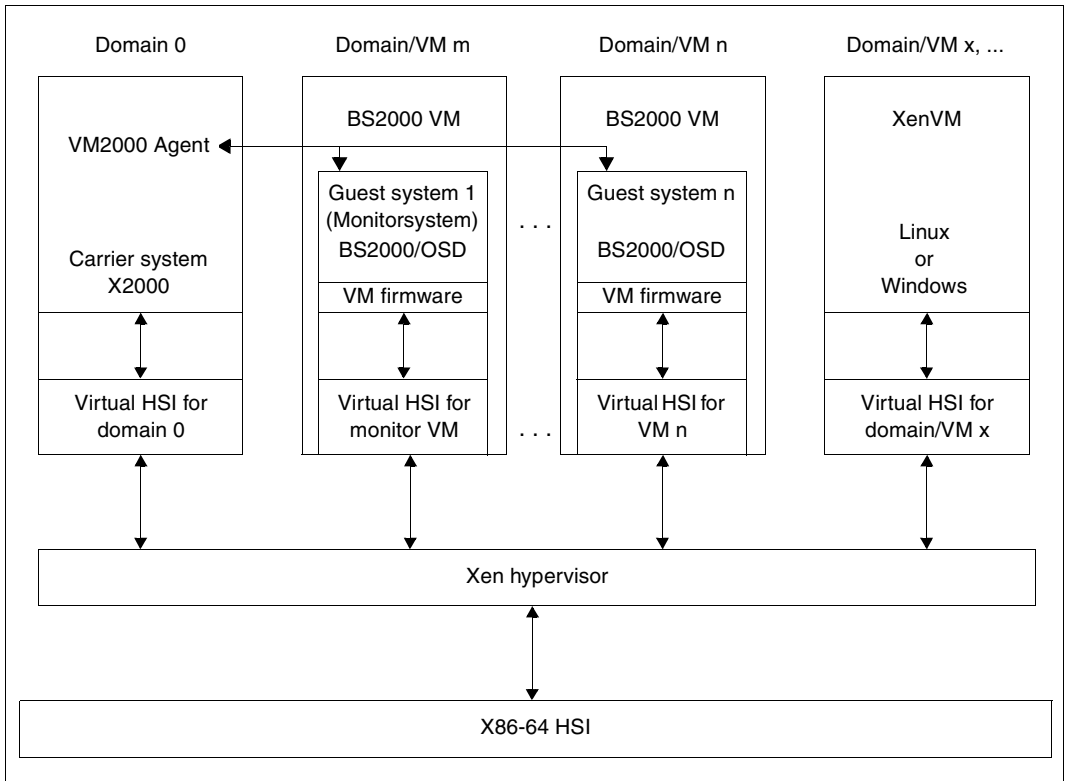 Domain 0
Domain/VM m
Domain/VM n
Domain/VM x, ...
BS2000 VM
BS2000 VM
XenVM
VM2000 Agent
Guest system 1
(Monitorsystem)
BS2000/OSD
. . .
Guest system n
BS2000/OSD
Linux
or
Windows
Carrier system
X2000
VM firmware
VM firmware
Virtual HSI for
domain 0
Virtual HSI for
monitor VM
. . .
Virtual HSI for
VM n
Virtual HSI for
domain/VM x
Xen hypervisor
X86-64 HSI